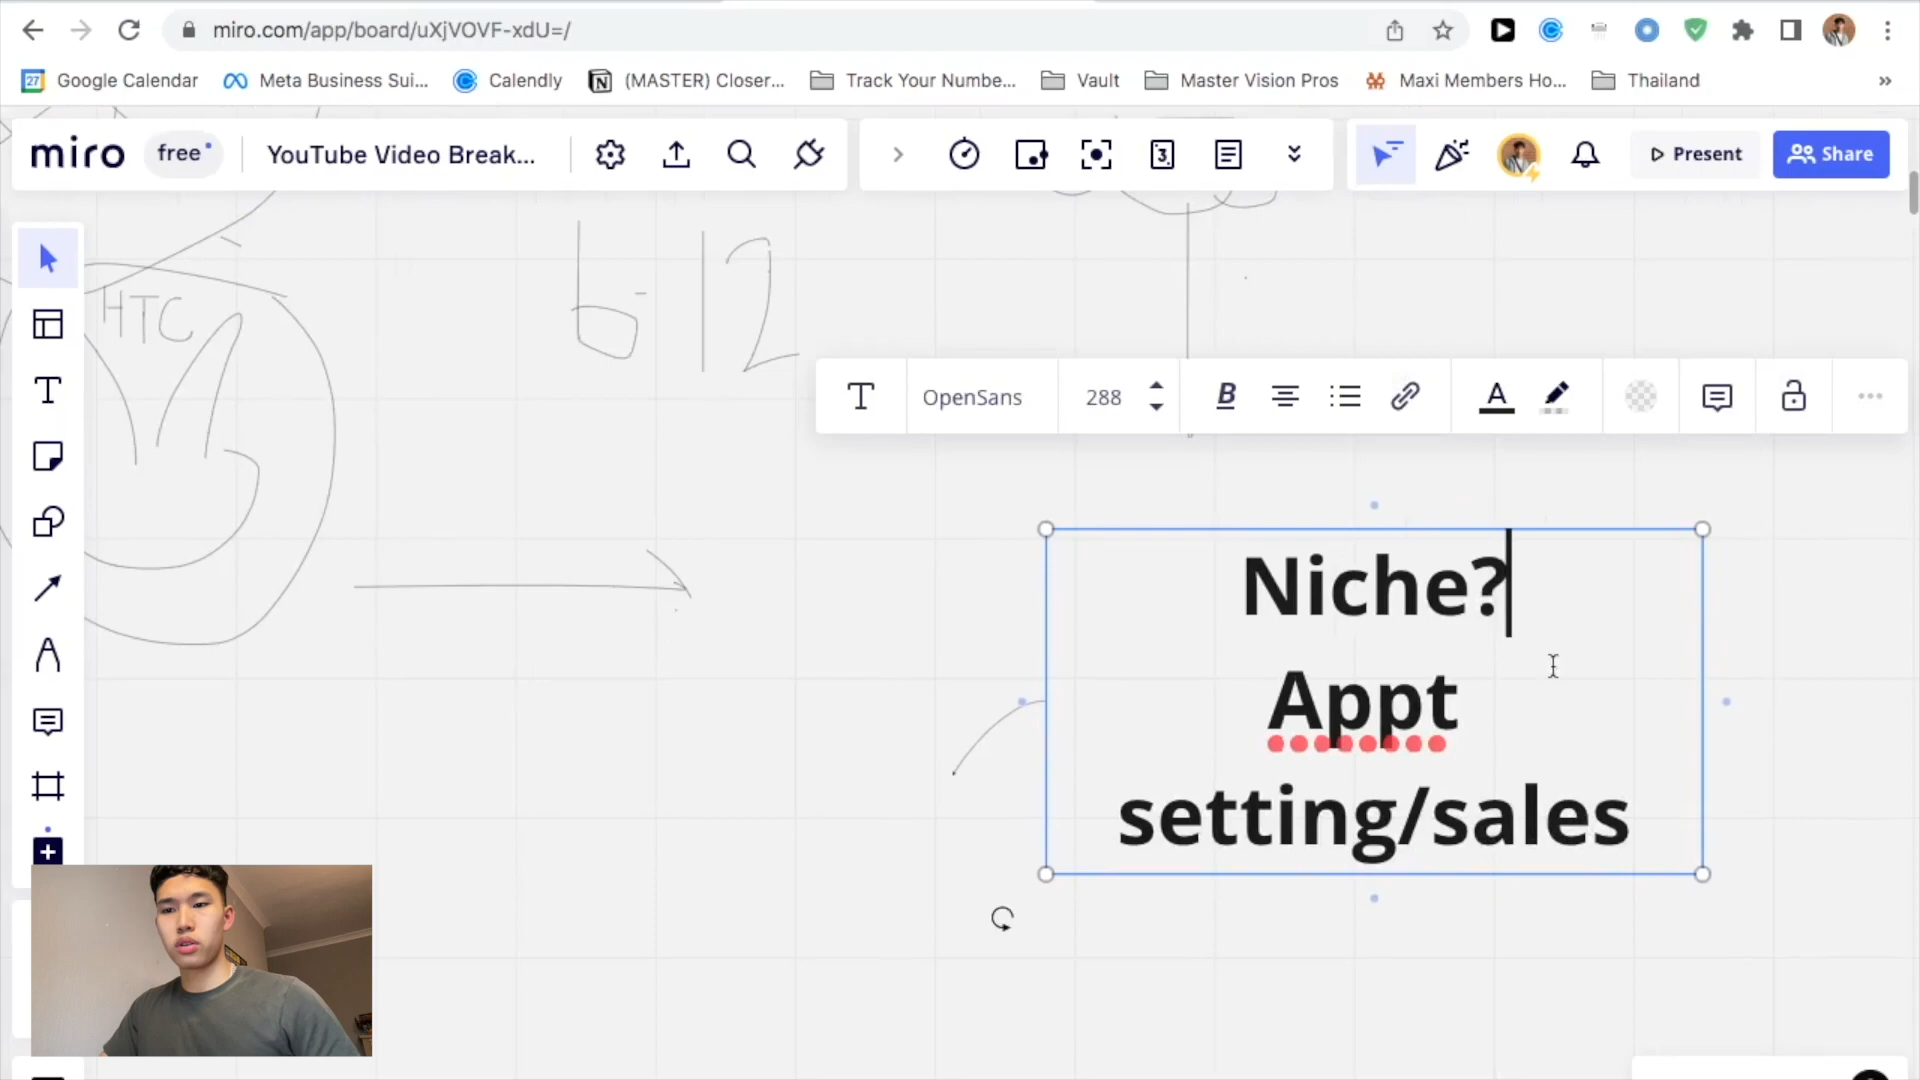 miro.com/app/board/uXjVOVF-xdU=/
27 Google Calendar Meta Business Sui... Calendly (MASTER) Closer... Track Your Numbe... Vault Master Vision Pros Maxi Members Ho... Thailand »
miro free YouTube Video Break... 3 Present Share
HTC
6-12
OpenSans 288 B A
Niche?
Appt
setting/sales